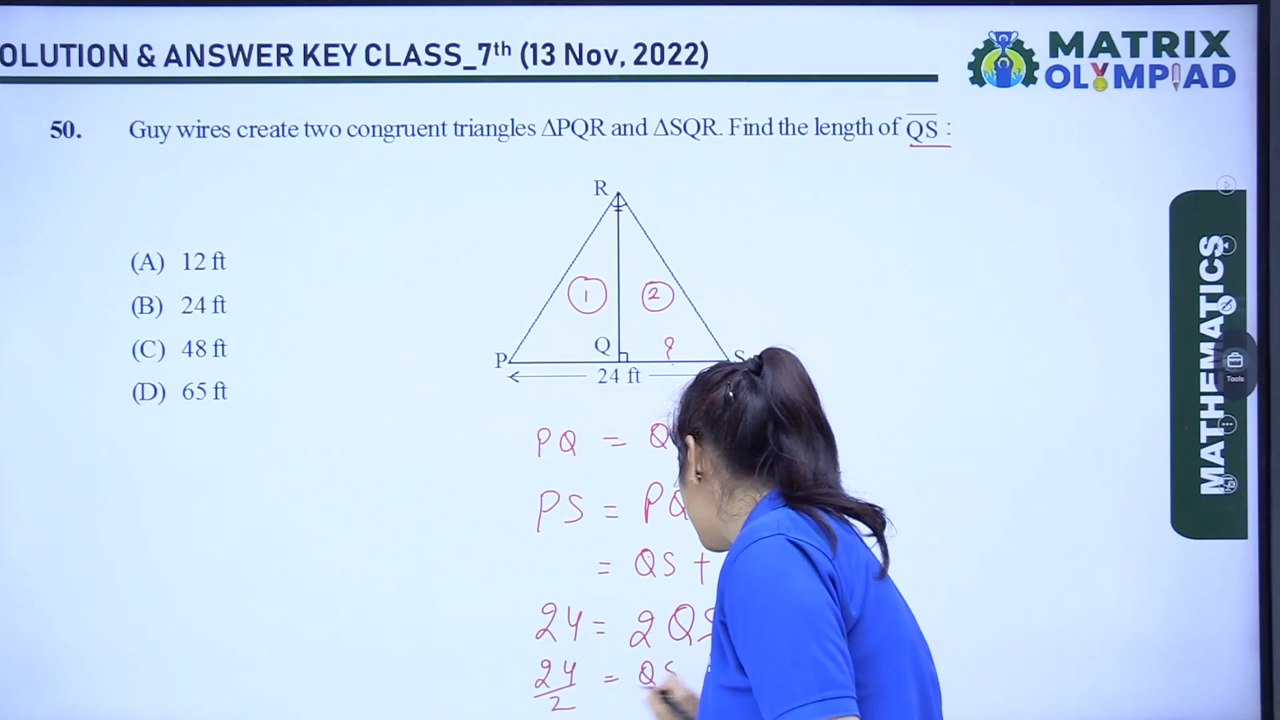 OLUTION & ANSWER KEY CLASS_7th (13 Nov, 2022)
MATRIX
OLYMPIAD
50. Guy wires create two congruent triangles ΔPQR and ΔSQR. Find the length of Q̅S̅ :
(A) 12 ft
(B) 24 ft
(C) 48 ft
(D) 65 ft
R
1 2
P Q S
24 ft
PQ = Q
PS = PQ
= QS +
24 = 2QS
24/2 = QS
MATHEMATICS
Tools